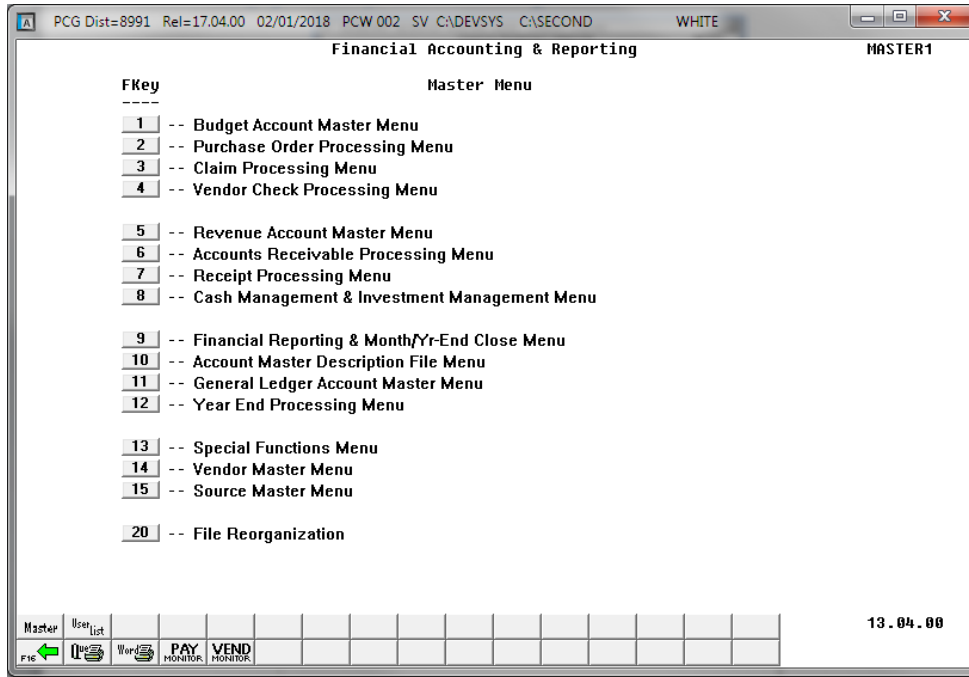 A PCG Dist=8991 Rel=17.04.00 02/01/2018 PCW 002 SV C:\DEVSYS C:\SECOND WHITE
Financial Accounting & Reporting MASTER1
FKey Master Menu
----
1 -- Budget Account Master Menu
2 -- Purchase Order Processing Menu
3 -- Claim Processing Menu
4 -- Vendor Check Processing Menu
5 -- Revenue Account Master Menu
6 -- Accounts Receivable Processing Menu
7 -- Receipt Processing Menu
8 -- Cash Management & Investment Management Menu
9 -- Financial Reporting & Month/Yr-End Close Menu
10 -- Account Master Description File Menu
11 -- General Ledger Account Master Menu
12 -- Year End Processing Menu
13 -- Special Functions Menu
14 -- Vendor Master Menu
15 -- Source Master Menu
20 -- File Reorganization
Master User List 13.04.00
F16 Que Word PAY MONITOR VEND MONITOR